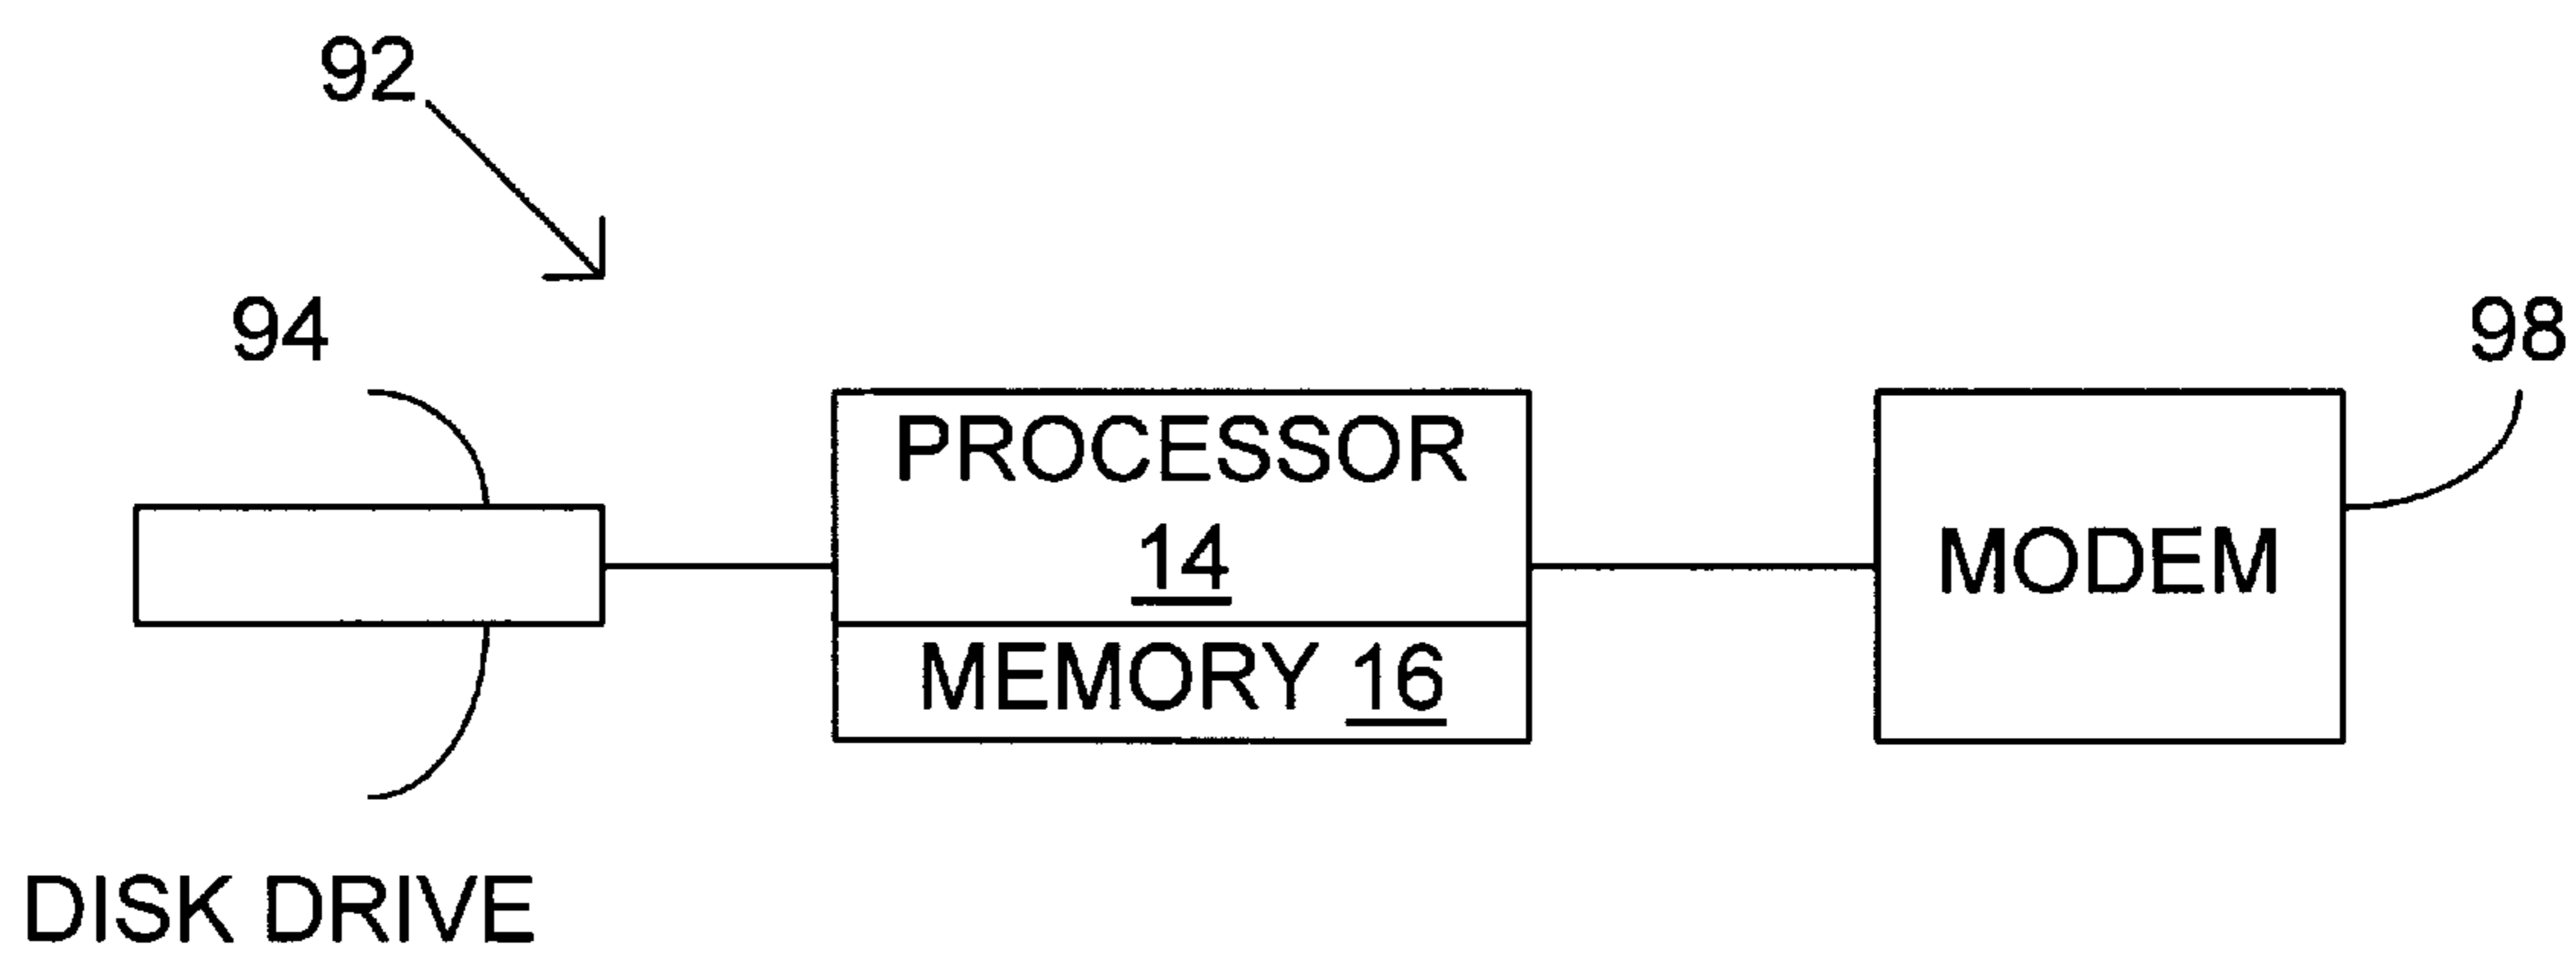 92
94
98
PROCESSOR
14
MODEM
MEMORY 16
DISK DRIVE